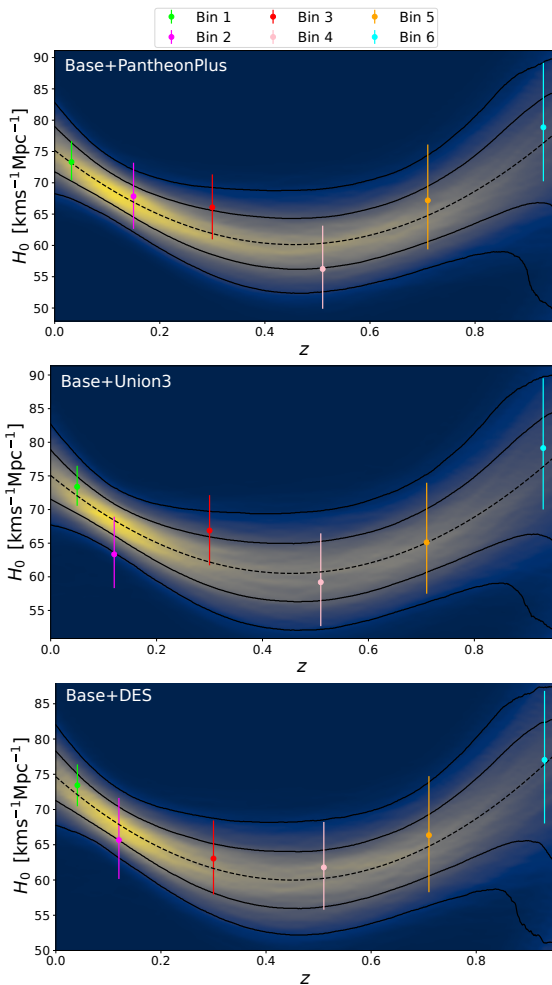 Bin 1 Bin 3 Bin 5
Bin 2 Bin 4 Bin 6
Base+PantheonPlus
90
85
80
75
70
65
60
55
50
H₀ [kms⁻¹Mpc⁻¹]
0.0 0.2 0.4 0.6 0.8
z
Base+Union3
90
85
80
75
70
65
60
55
H₀ [kms⁻¹Mpc⁻¹]
0.0 0.2 0.4 0.6 0.8
z
Base+DES
85
80
75
70
65
60
55
50
H₀ [kms⁻¹Mpc⁻¹]
0.0 0.2 0.4 0.6 0.8
z